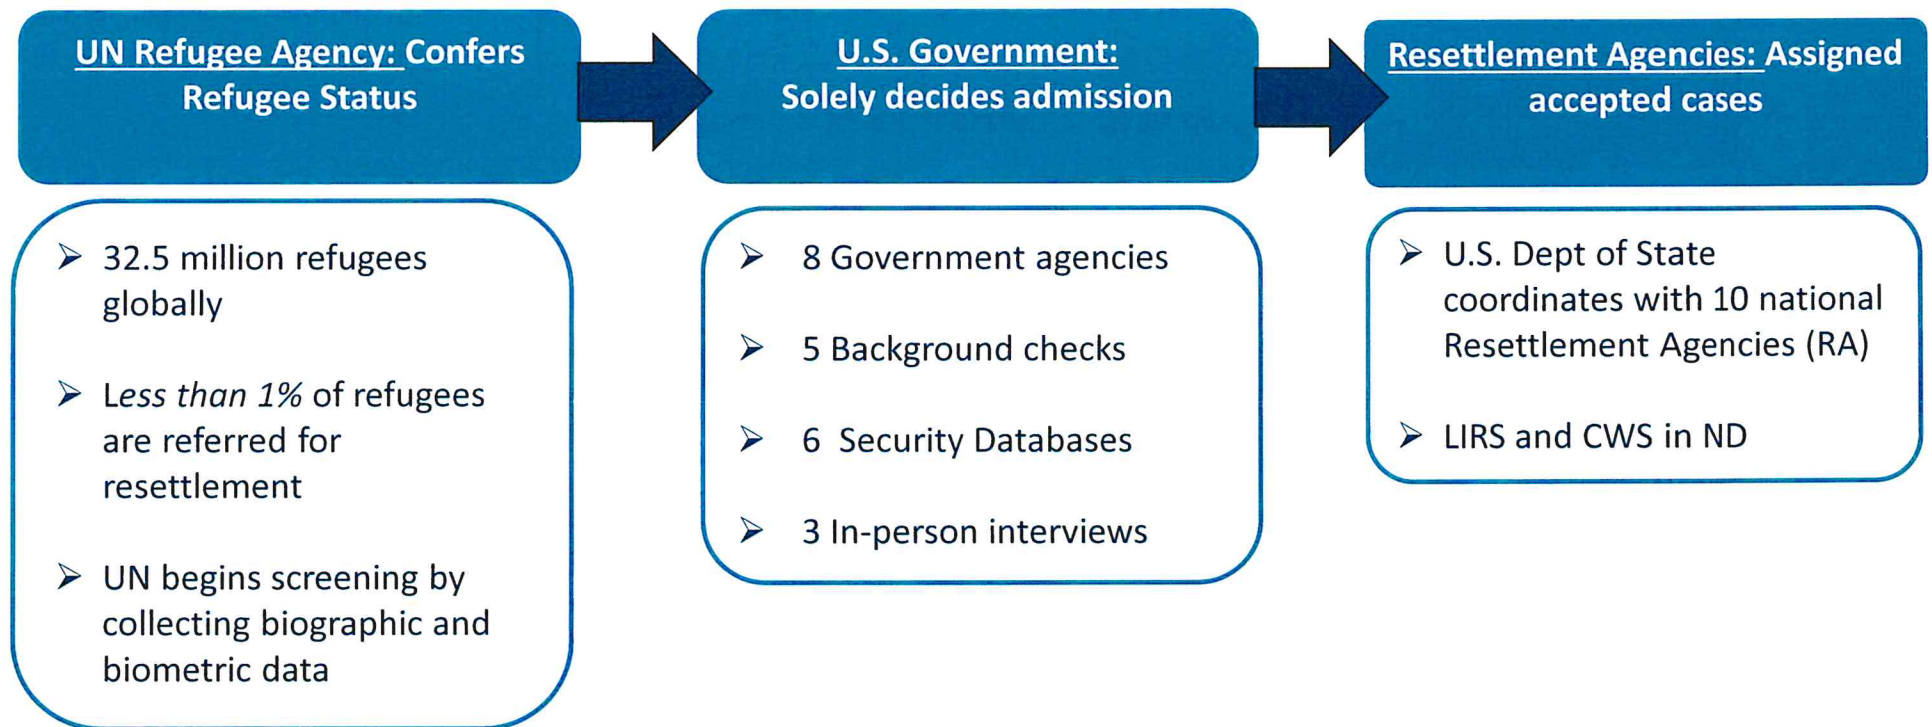 UN Refugee Agency: Confers
Refugee Status
➢ 32.5 million refugees
globally
➢ Less than 1% of refugees
are referred for
resettlement
➢ UN begins screening by
collecting biographic and
biometric data
U.S. Government:
Solely decides admission
➢ 8 Government agencies
➢ 5 Background checks
➢ 6 Security Databases
➢ 3 In-person interviews
Resettlement Agencies: Assigned
accepted cases
➢ U.S. Dept of State
coordinates with 10 national
Resettlement Agencies (RA)
➢ LIRS and CWS in ND